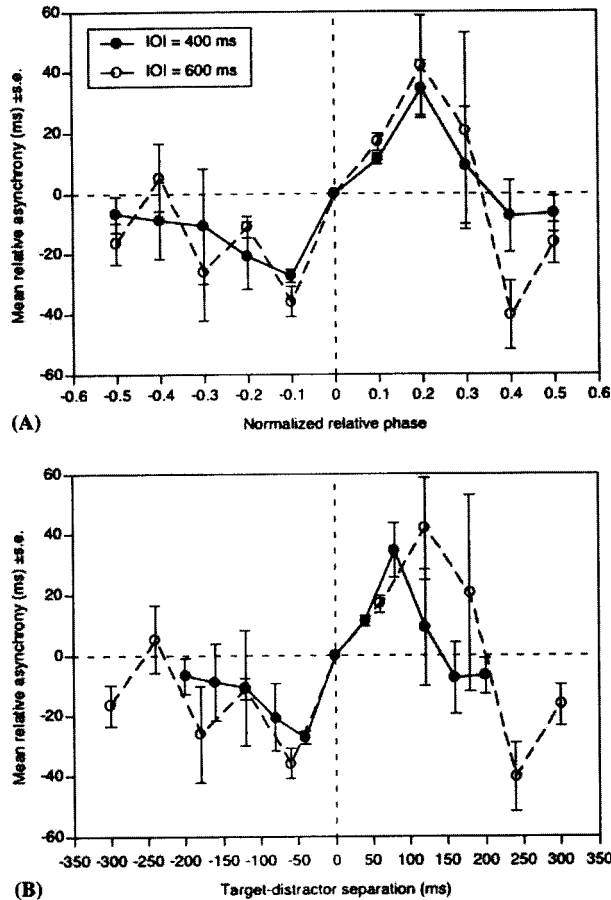 IOI = 400 ms
IOI = 600 ms
Mean relative asynchrony (ms) ±s.e.
60
40
20
0
-20
-40
-60
-0.6 -0.5 -0.4 -0.3 -0.2 -0.1 0 0.1 0.2 0.3 0.4 0.5 0.6
(A) Normalized relative phase
Mean relative asynchrony (ms) ±s.e.
60
40
20
0
-20
-40
-60
-350 -300 -250 -200 -150 -100 -50 0 50 100 150 200 250 300 350
(B) Target-distractor separation (ms)